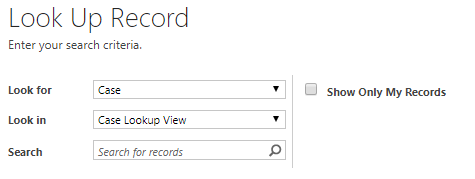 Look Up Record
Enter your search criteria.
Look for Case Show Only My Records
Look in Case Lookup View
Search Search for records